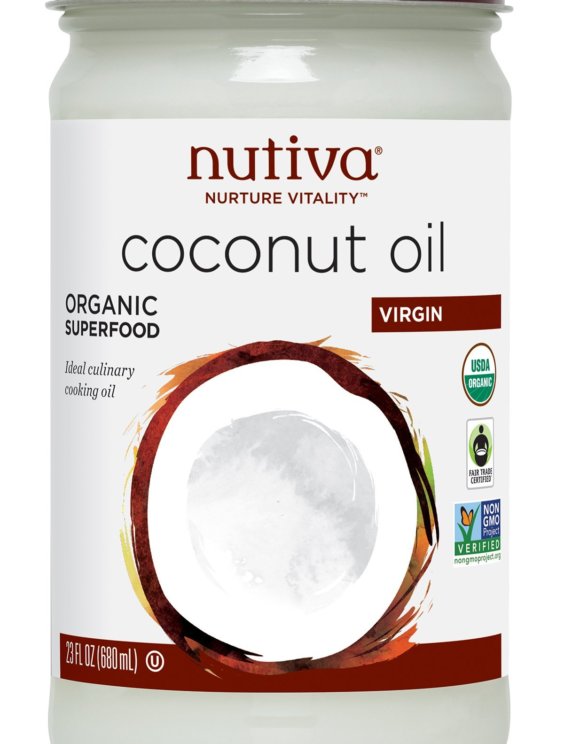 nutiva®
NURTURE VITALITY™
coconut oil
ORGANIC
SUPERFOOD
VIRGIN
Ideal culinary
cooking oil
USDA
ORGANIC
FAIR TRADE
CERTIFIED
NON
GMO
Project
VERIFIED
nongmoproject.org
23 FL OZ (680 mL) Ⓤ